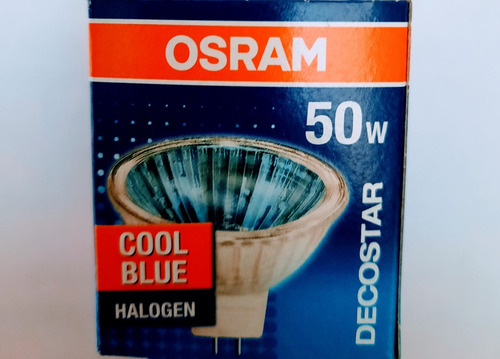 OSRAM
50W
DECOSTAR
COOL
BLUE
HALOGEN